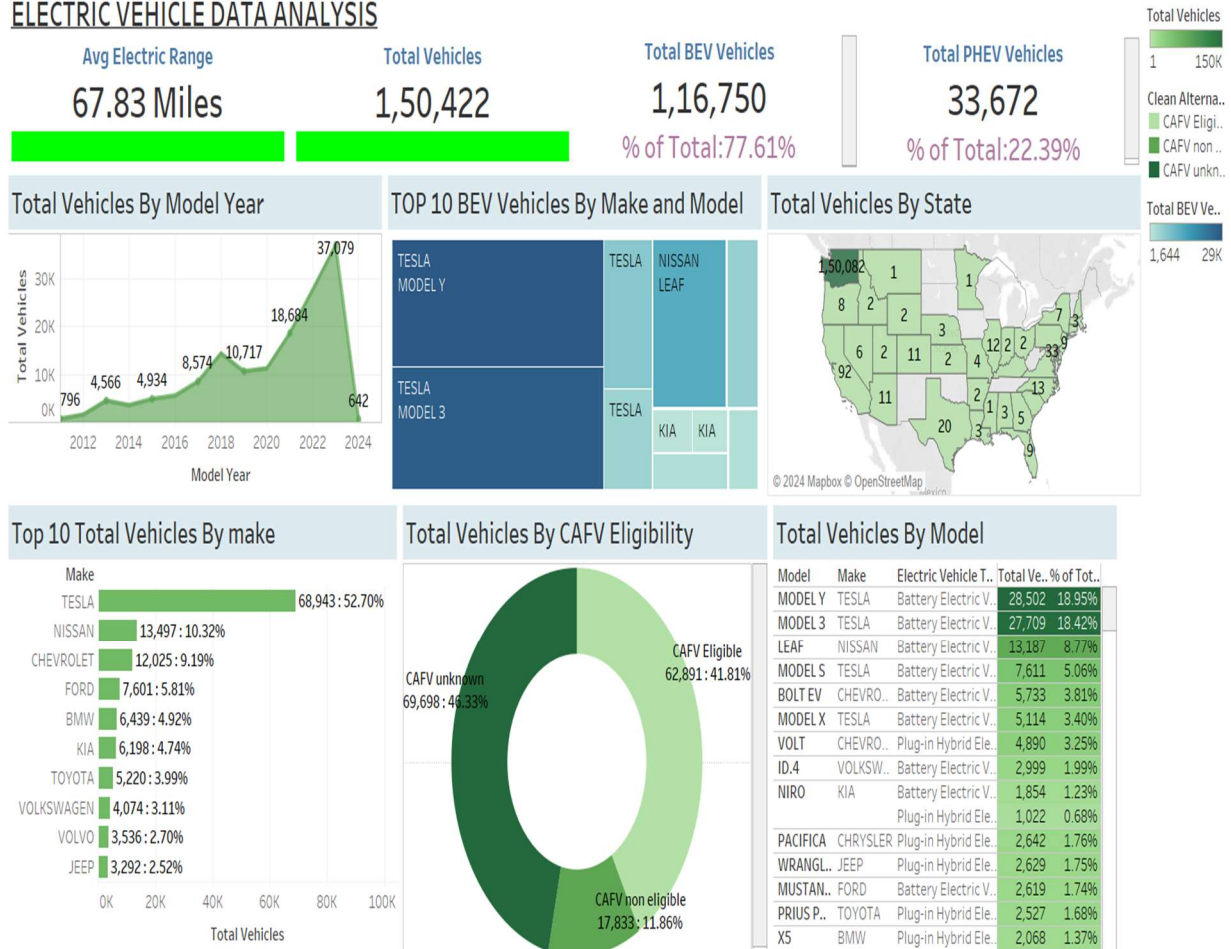 ELECTRIC VEHICLE DATA ANALYSIS
Avg Electric Range
67.83 Miles
Total Vehicles
1,50,422
Total BEV Vehicles
1,16,750
% of Total:77.61%
Total PHEV Vehicles
33,672
% of Total:22.39%
Total Vehicles
1 150K
Clean Alterna..
CAFV Eligi..
CAFV non ..
CAFV unkn..
Total BEV Ve..
1,644 29K
Total Vehicles By Model Year
Total Vehicles
30K
20K
10K
0K
796
4,566
4,934
8,574
10,717
18,684
37,079
642
2012 2014 2016 2018 2020 2022 2024
Model Year
TOP 10 BEV Vehicles By Make and Model
TESLA
MODEL Y
TESLA
MODEL 3
TESLA
TESLA
NISSAN
LEAF
KIA KIA
Total Vehicles By State
1,50,082
1
1
8
2
2
7
3
3
6
2
11
2
4
12
2
2
33
9
92
11
2
13
20
3
1
3
5
9
© 2024 Mapbox © OpenStreetMap
Mexico
Top 10 Total Vehicles By make
Make
TESLA 68,943 : 52.70%
NISSAN 13,497 : 10.32%
CHEVROLET 12,025 : 9.19%
FORD 7,601 : 5.81%
BMW 6,439 : 4.92%
KIA 6,198 : 4.74%
TOYOTA 5,220 : 3.99%
VOLKSWAGEN 4,074 : 3.11%
VOLVO 3,536 : 2.70%
JEEP 3,292 : 2.52%
0K 20K 40K 60K 80K 100K
Total Vehicles
Total Vehicles By CAFV Eligibility
CAFV Eligible
62,891 : 41.81%
CAFV unknown
69,698 : 46.33%
CAFV non eligible
17,833 : 11.86%
Total Vehicles By Model
Model Make Electric Vehicle T.. Total Ve.. % of Tot..
MODEL Y TESLA Battery Electric V.. 28,502 18.95%
MODEL 3 TESLA Battery Electric V.. 27,709 18.42%
LEAF NISSAN Battery Electric V.. 13,187 8.77%
MODEL S TESLA Battery Electric V.. 7,611 5.06%
BOLT EV CHEVRO.. Battery Electric V.. 5,733 3.81%
MODEL X TESLA Battery Electric V.. 5,114 3.40%
VOLT CHEVRO.. Plug-in Hybrid Ele.. 4,890 3.25%
ID.4 VOLKSW.. Battery Electric V.. 2,999 1.99%
NIRO KIA Battery Electric V.. 1,854 1.23%
Plug-in Hybrid Ele.. 1,022 0.68%
PACIFICA CHRYSLER Plug-in Hybrid Ele.. 2,642 1.76%
WRANGL.. JEEP Plug-in Hybrid Ele.. 2,629 1.75%
MUSTAN.. FORD Battery Electric V.. 2,619 1.74%
PRIUS P.. TOYOTA Plug-in Hybrid Ele.. 2,527 1.68%
X5 BMW Plug-in Hybrid Ele.. 2,068 1.37%